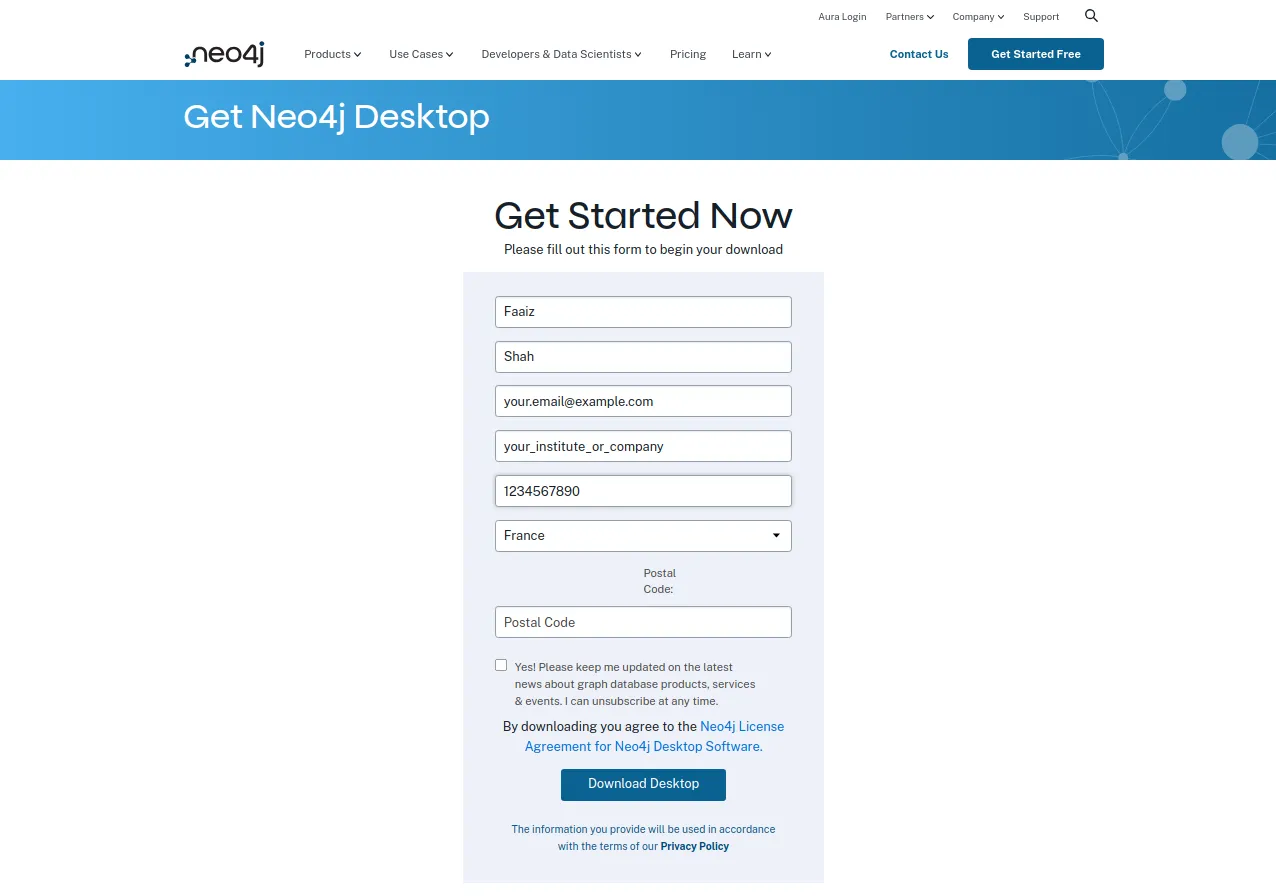 Aura Login Partners Company Support
neo4j Products Use Cases Developers & Data Scientists Pricing Learn Contact Us Get Started Free
Get Neo4j Desktop
Get Started Now
Please fill out this form to begin your download
Faaiz
Shah
your.email@example.com
your_institute_or_company
1234567890
France
Postal
Code:
Postal Code
Yes! Please keep me updated on the latest
news about graph database products, services
& events. I can unsubscribe at any time.
By downloading you agree to the Neo4j License
Agreement for Neo4j Desktop Software.
Download Desktop
The information you provide will be used in accordance
with the terms of our Privacy Policy